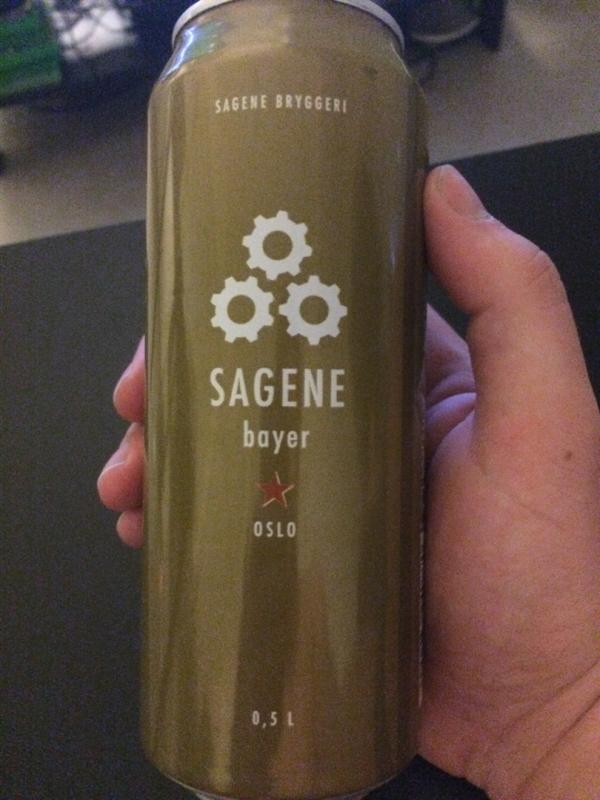 SAGENE BRYGGERI
SAGENE
bayer
OSLO
0,5 L